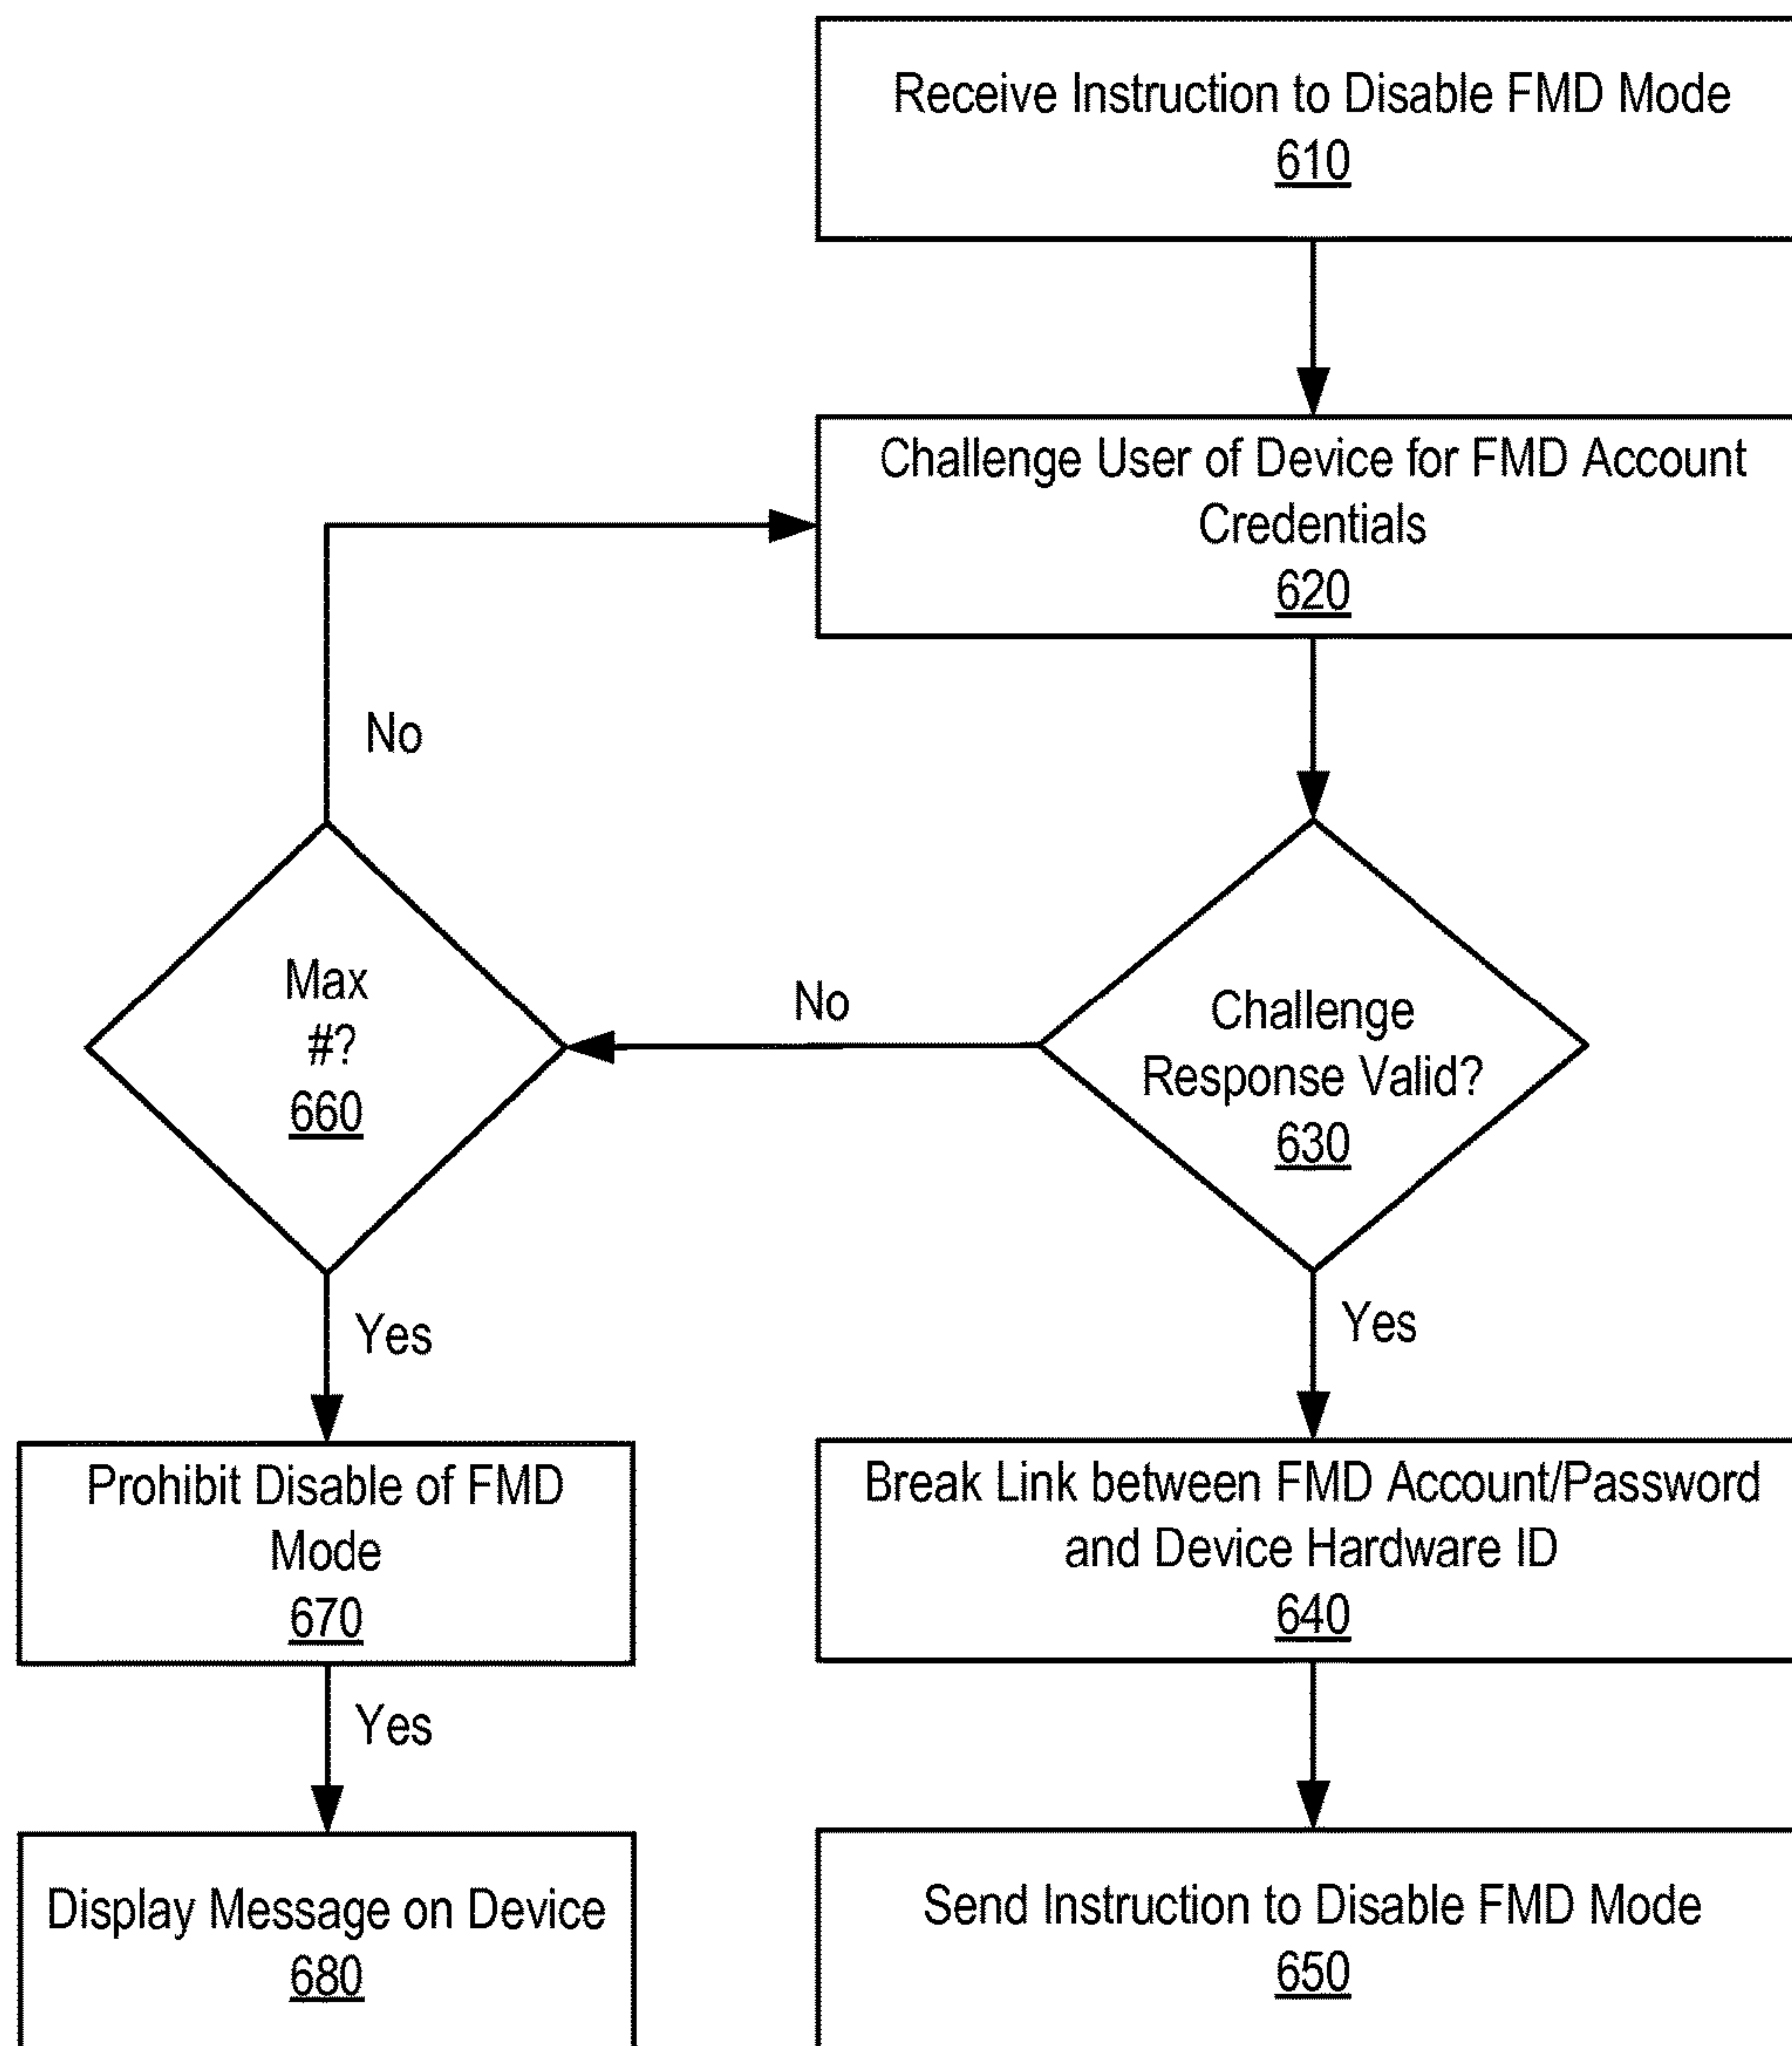 Receive Instruction to Disable FMD Mode
610
Challenge User of Device for FMD Account
Credentials
620
No
Max
#?
660
No
Challenge
Response Valid?
630
Yes
Yes
Prohibit Disable of FMD
Mode
670
Break Link between FMD Account/Password
and Device Hardware ID
640
Yes
Display Message on Device
680
Send Instruction to Disable FMD Mode
650